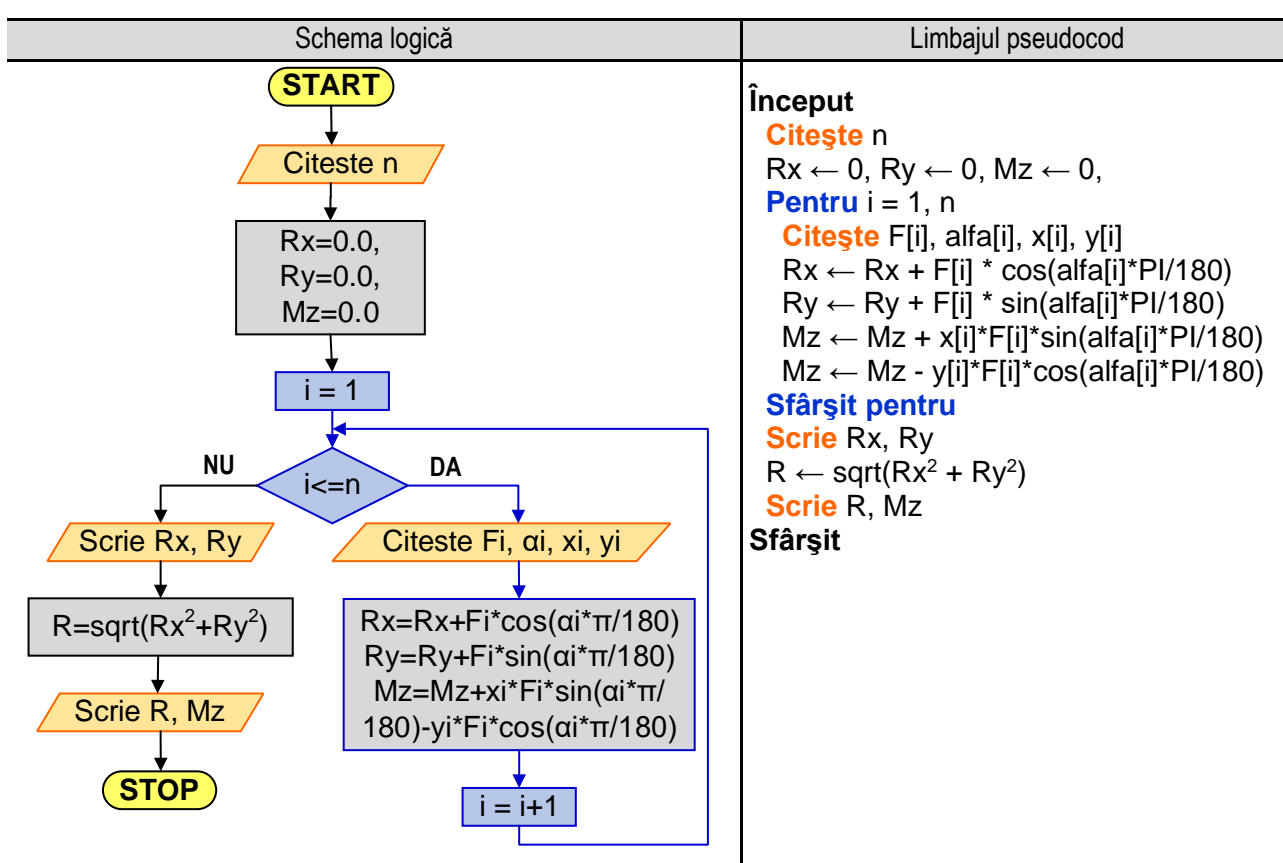 Schema logică
START
Citeste n
Rx=0.0,
Ry=0.0,
Mz=0.0
i = 1
NU
i<=n
DA
Scrie Rx, Ry
Citeste Fi, αi, xi, yi
R=sqrt(Rx²+Ry²)
Rx=Rx+Fi*cos(αi*π/180)
Ry=Ry+Fi*sin(αi*π/180)
Mz=Mz+xi*Fi*sin(αi*π/
180)-yi*Fi*cos(αi*π/180)
Scrie R, Mz
STOP
i = i+1
Limbajul pseudocod
Început
Citeşte n
Rx ← 0, Ry ← 0, Mz ← 0,
Pentru i = 1, n
Citeşte F[i], alfa[i], x[i], y[i]
Rx ← Rx + F[i] * cos(alfa[i]*PI/180)
Ry ← Ry + F[i] * sin(alfa[i]*PI/180)
Mz ← Mz + x[i]*F[i]*sin(alfa[i]*PI/180)
Mz ← Mz - y[i]*F[i]*cos(alfa[i]*PI/180)
Sfârşit pentru
Scrie Rx, Ry
R ← sqrt(Rx² + Ry²)
Scrie R, Mz
Sfârşit